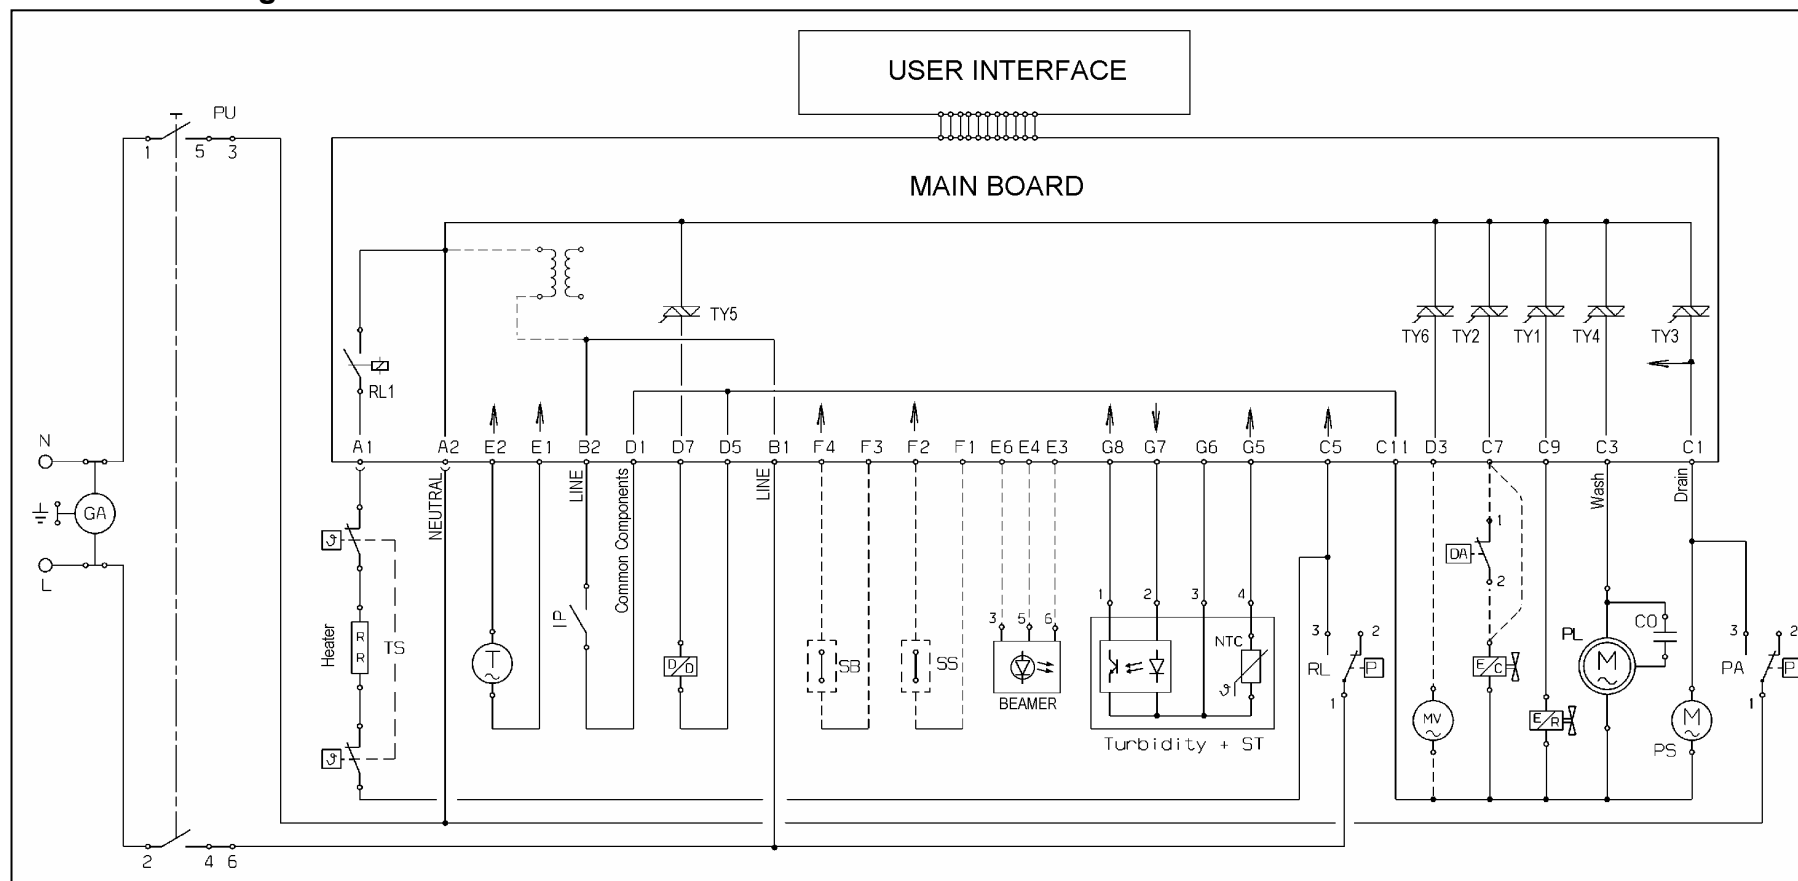 USER INTERFACE
PU
1 5 3
MAIN BOARD
TY5
TY6 TY2 TY1 TY4 TY3
RL1
N
A1 A2 E2 E1 B2 D1 D7 D5 B1 F4 F3 F2 F1 E6 E4 E3 G8 G7 G6 G5 C5 C11 D3 C7 C9 C3 C1
NEUTRAL
LINE
Common Components
LINE
Wash
Drain
GA
L
ϑ
1
DA
2
IP
1 2 3 4
3 5 6
Heater
R
R
TS
T
D/D
SB
SS
BEAMER
NTC
ϑ
Turbidity + ST
3 2
RL P
1
E/C
CO
PL
M
3 2
PA P
1
ϑ
MV
E/R
M
PS
2 4 6